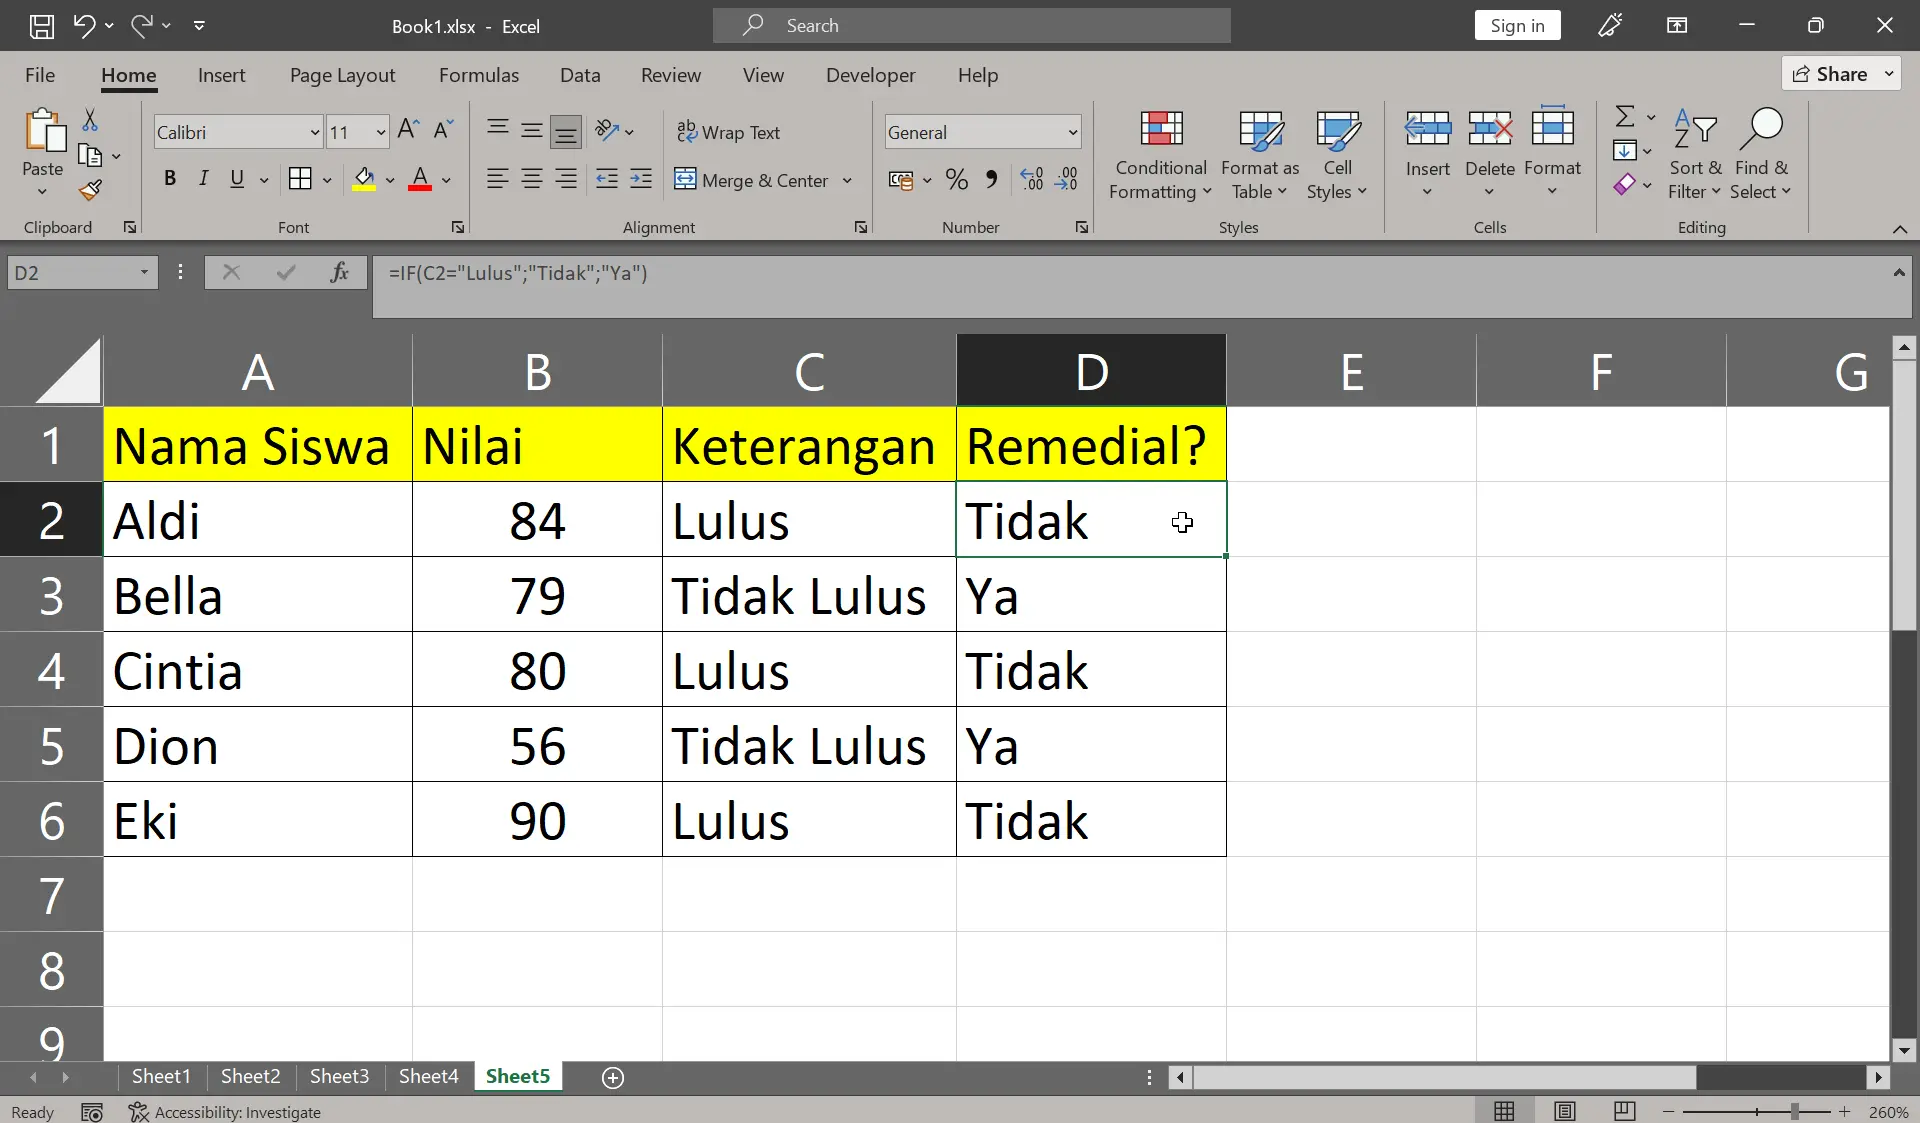 Book1.xlsx - Excel
Search
Sign in
File Home Insert Page Layout Formulas Data Review View Developer Help
Share
Paste
Calibri 11
Wrap Text
General
Merge & Center
Conditional Formatting
Format as Table
Cell Styles
Insert Delete Format
Sort & Filter
Find & Select
Clipboard Font Alignment Number Styles Cells Editing
D2 fx =IF(C2="Lulus";"Tidak";"Ya")
A B C D E F G
1 Nama Siswa Nilai Keterangan Remedial?
2 Aldi 84 Lulus Tidak
3 Bella 79 Tidak Lulus Ya
4 Cintia 80 Lulus Tidak
5 Dion 56 Tidak Lulus Ya
6 Eki 90 Lulus Tidak
7
8
9
Sheet1 Sheet2 Sheet3 Sheet4 Sheet5
Ready Accessibility: Investigate 260%